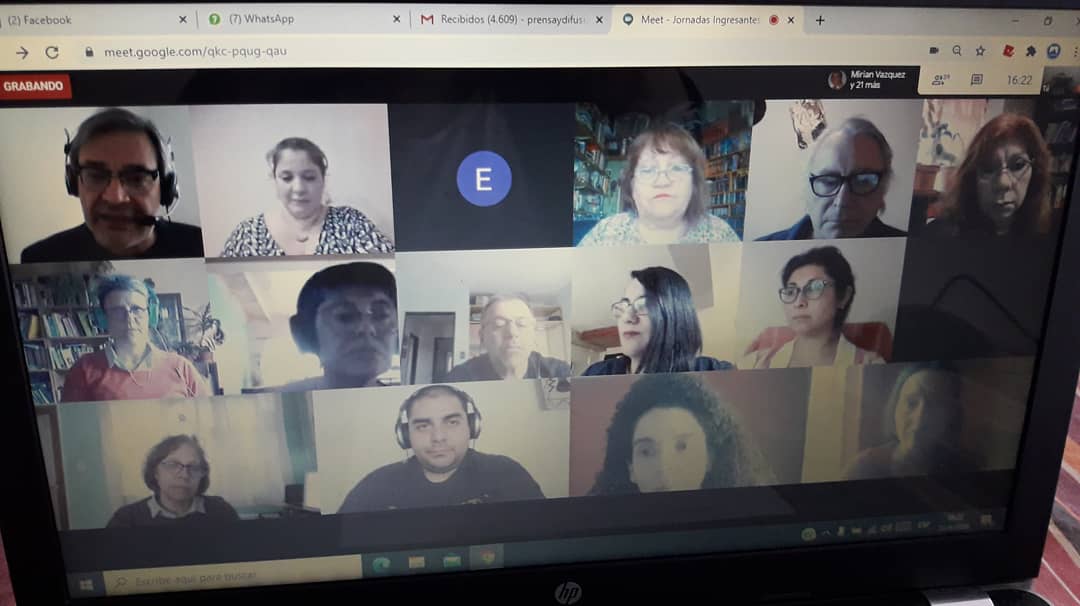 (2) Facebook
(7) WhatsApp
Recibidos (4.609) - prensaydifus
Meet - Jornadas Ingresantes
meet.google.com/qkc-pqug-qau
GRABANDO
Mirian Vazquez
y 21 más
16:22
E
Escribe aquí para buscar
hp